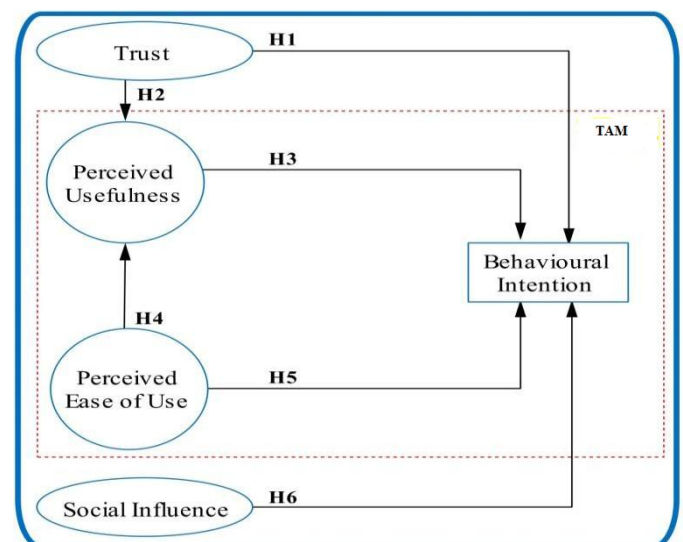 Trust
H1
H2
TAM
Perceived
Usefulness
H3
Behavioural
Intention
H4
Perceived
Ease of Use
H5
Social Influence
H6